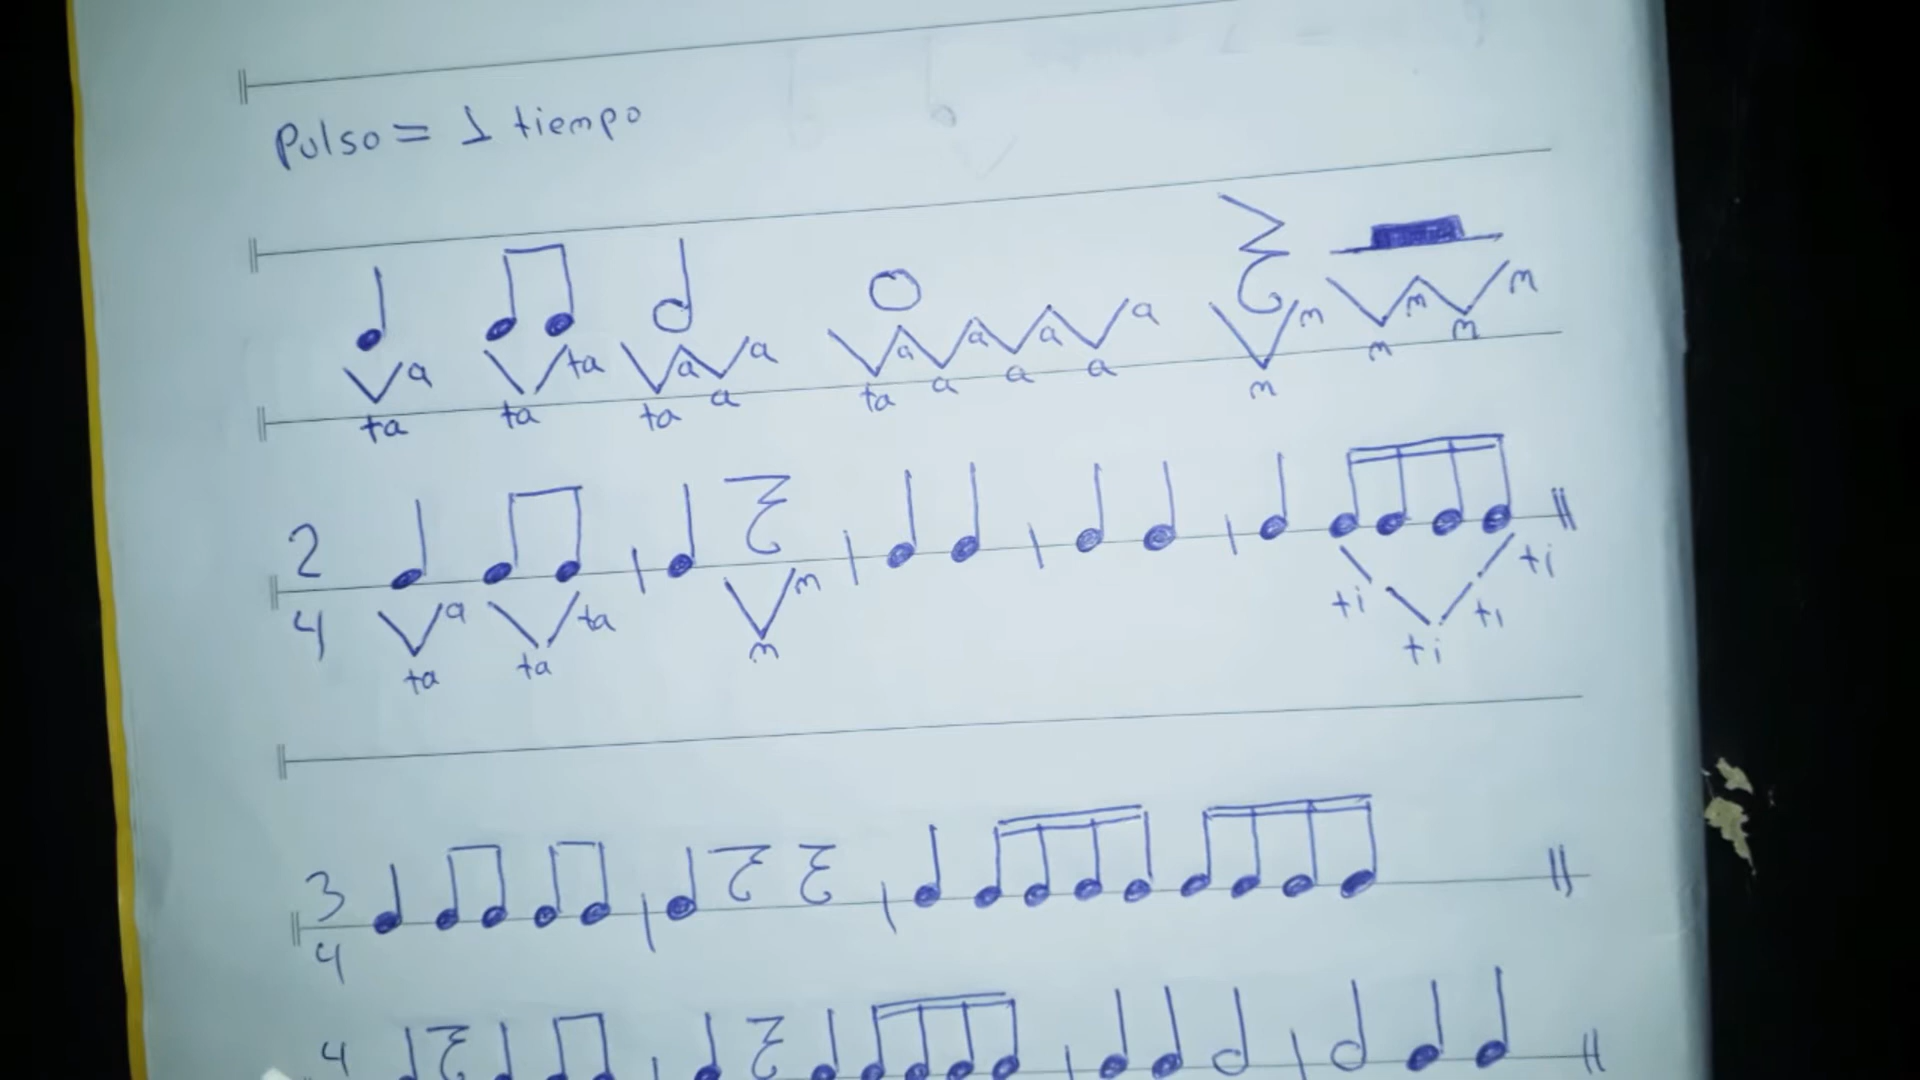 Pulso = 1 tiempo
a ta a a a a a a m m m
ta ta ta a ta a a a m m m
2
4
a ta m ti ti ti
ta ta m ti
3
4
4